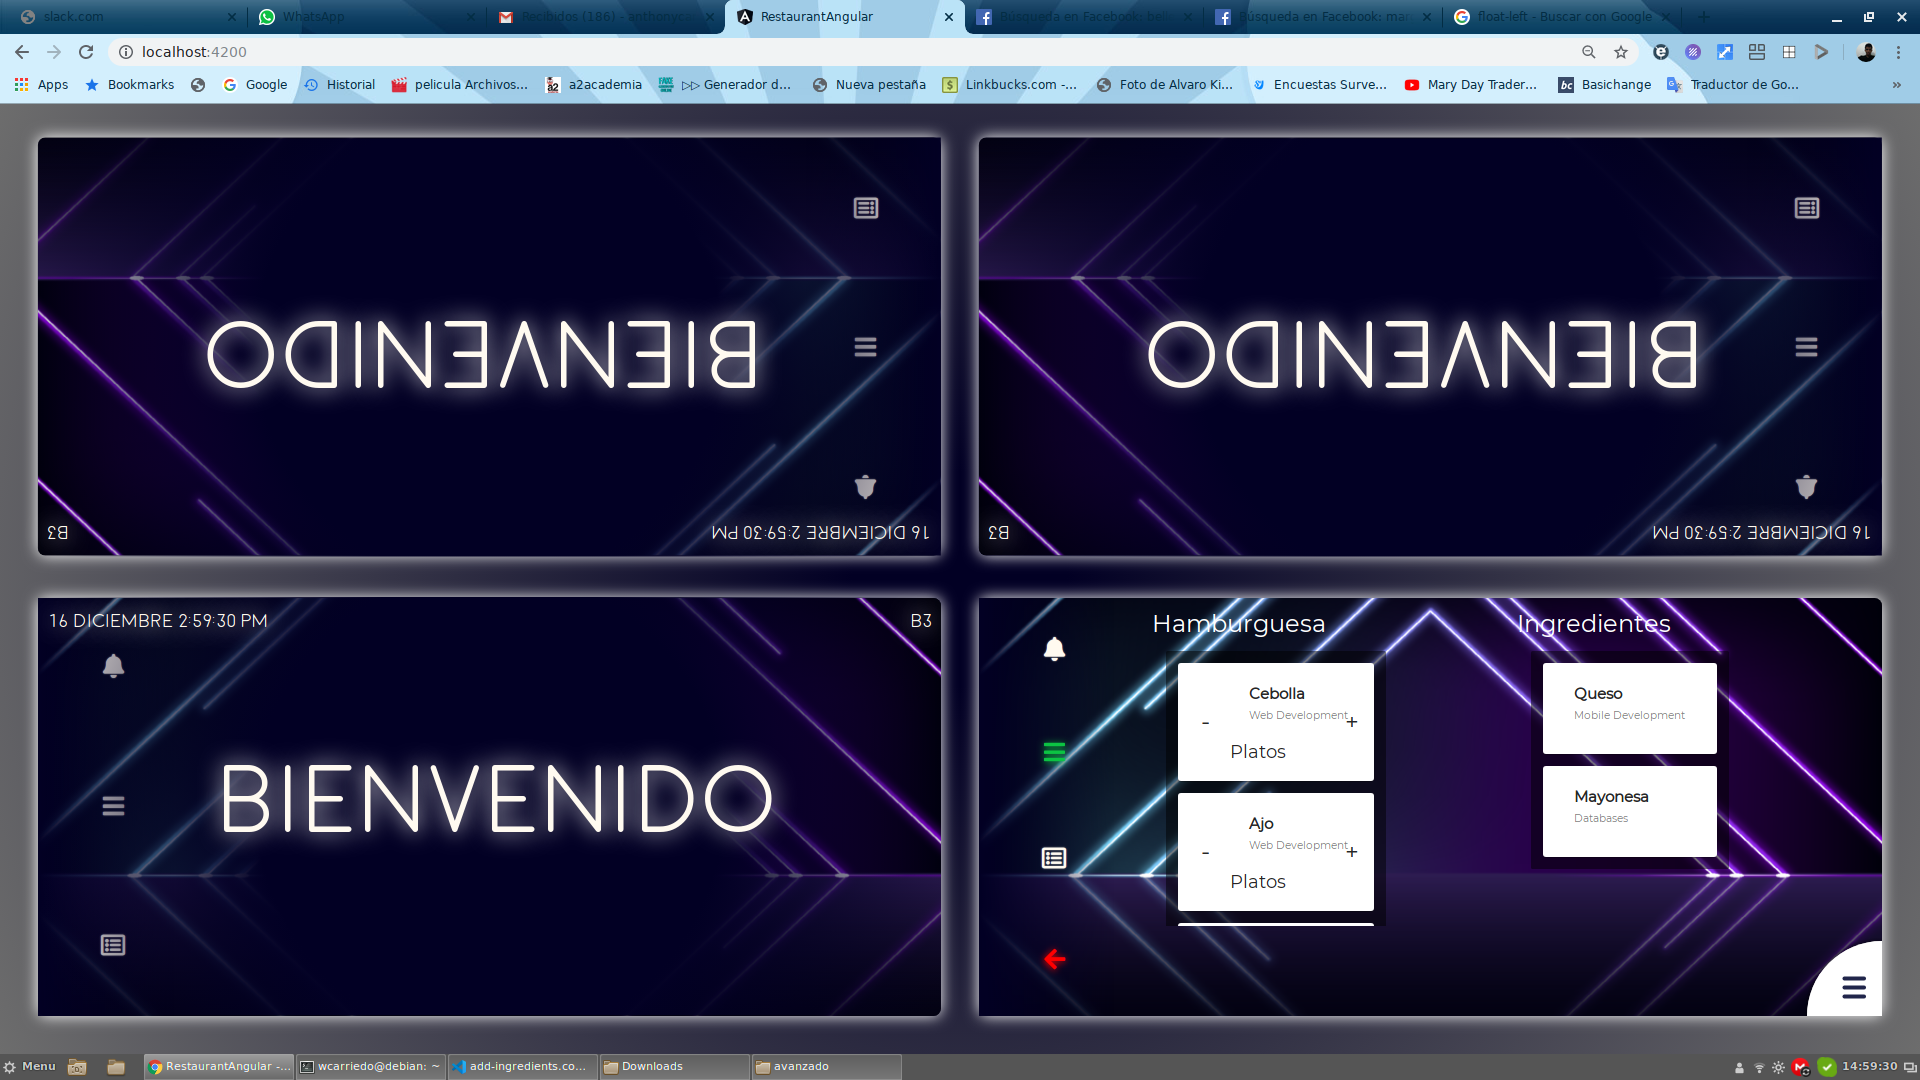 slack.com
WhatsApp
Recibidos (186) - anthonyc
RestaurantAngular
Búsqueda en Facebook: ba
Búsqueda en Facebook: mar
float-left - Buscar con Google
localhost:4200
Apps
Bookmarks
Google
Historial
pelicula Archivos...
a2academia
▷▷ Generador d...
Nueva pestaña
Linkbucks.com -...
Foto de Alvaro Ki...
Encuestas Surve...
Mary Day Trader...
Basichange
Traductor de Go...
»
BIENVENIDO
B3
16 DICIEMBRE 2:59:30 PM
BIENVENIDO
B3
16 DICIEMBRE 2:59:30 PM
16 DICIEMBRE 2:59:30 PM
B3
BIENVENIDO
Hamburguesa
Cebolla
Web Development
- +
Platos
Ajo
Web Development
- +
Platos
Ingredientes
Queso
Mobile Development
Mayonesa
Databases
Menu
RestaurantAngular -...
wcarriedo@debian: ~
add-ingredients.co...
Downloads
avanzado
14:59:30